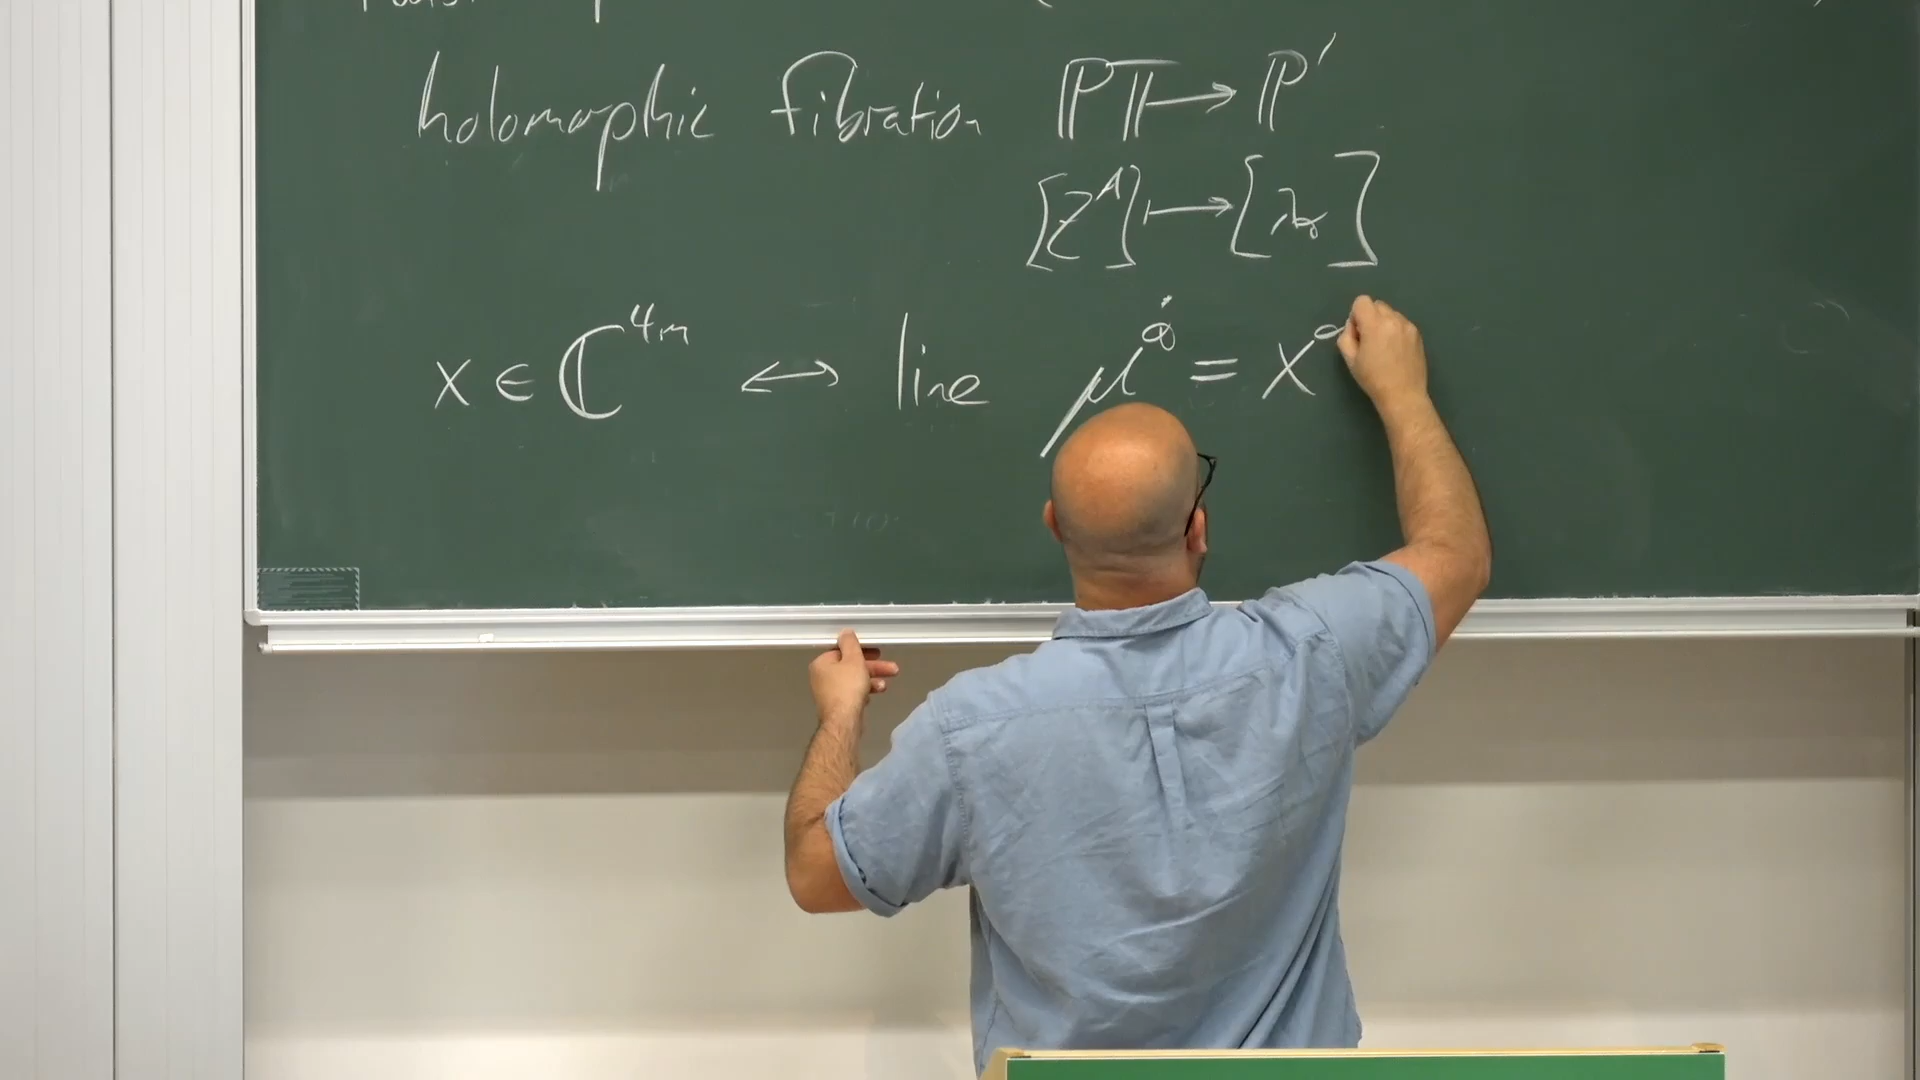 holomorphic fibration ℙ𝕋 → ℙ′
[Z^A] ↦ [λ_α]
x ∈ ℂ^{4m} ↔ line μ^{α̇} = x^α